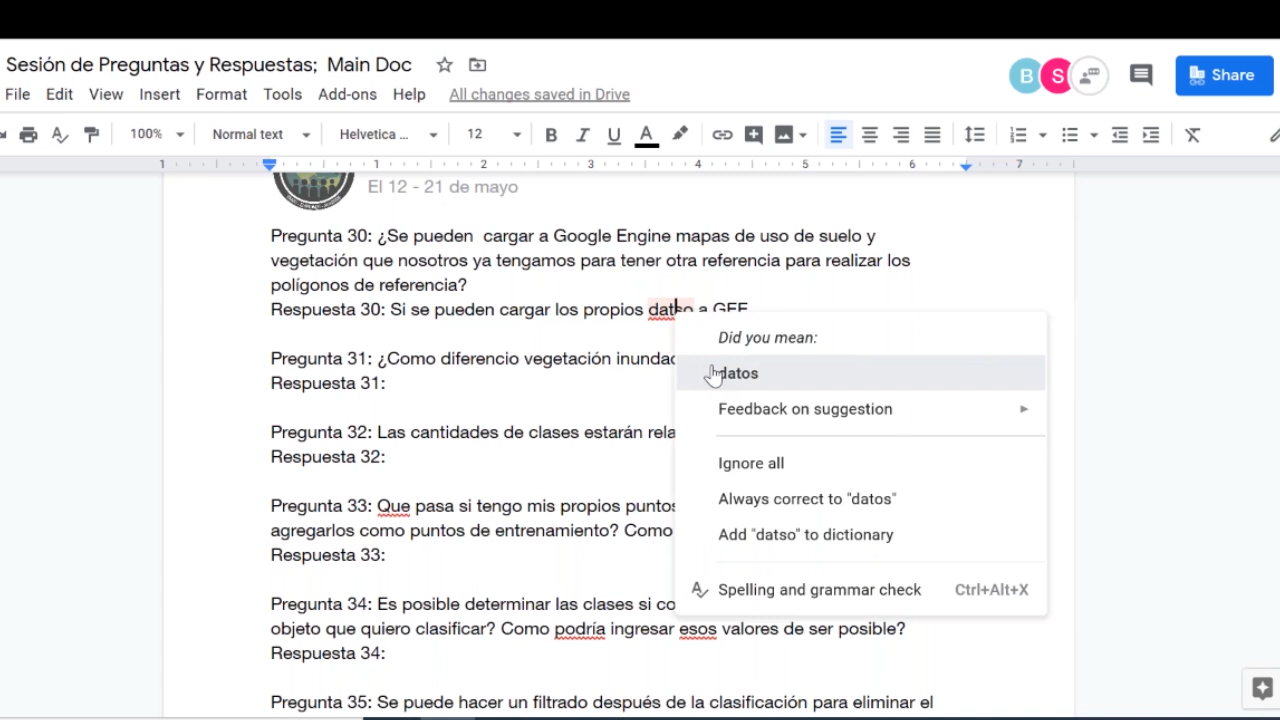 Sesión de Preguntas y Respuestas; Main Doc
B S Share
File Edit View Insert Format Tools Add-ons Help All changes saved in Drive
100% Normal text Helvetica ... 12
1 1 2 3 4 5 6 7
El 12 - 21 de mayo
Pregunta 30: ¿Se pueden cargar a Google Engine mapas de uso de suelo y
vegetación que nosotros ya tengamos para tener otra referencia para realizar los
polígonos de referencia?
Respuesta 30: Si se pueden cargar los propios datso a GEE
Did you mean:
Pregunta 31: ¿Como diferencio vegetación
datos
Respuesta 31:
Feedback on suggestion
Pregunta 32: Las cantidades de clases estarán
Respuesta 32:
Ignore all
Pregunta 33: Que pasa si tengo mis propios puntos
Always correct to "datos"
agregarlos como puntos de entrenamiento? Como
Add "datso" to dictionary
Respuesta 33:
Spelling and grammar check Ctrl+Alt+X
Pregunta 34: Es posible determinar las clases si
objeto que quiero clasificar? Como podría ingresar esos valores de ser posible?
Respuesta 34:
Pregunta 35: Se puede hacer un filtrado después de la clasificación para eliminar el